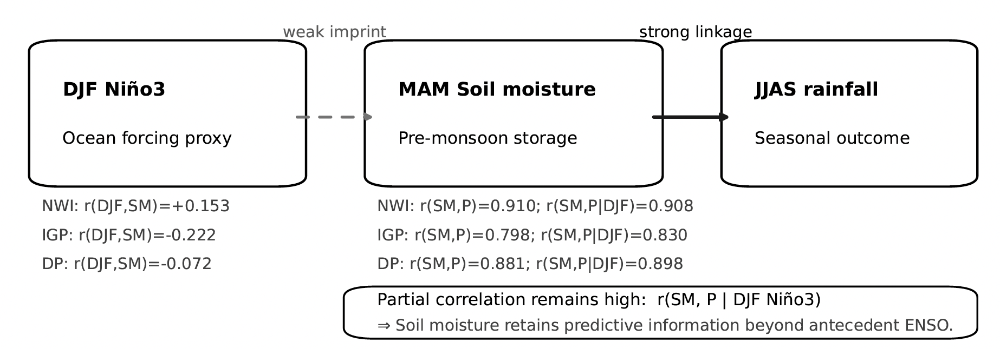 weak imprint
strong linkage
DJF Niño3
Ocean forcing proxy
MAM Soil moisture
Pre-monsoon storage
JJAS rainfall
Seasonal outcome
NWI: r(DJF,SM)=+0.153
IGP: r(DJF,SM)=-0.222
DP: r(DJF,SM)=-0.072
NWI: r(SM,P)=0.910; r(SM,P|DJF)=0.908
IGP: r(SM,P)=0.798; r(SM,P|DJF)=0.830
DP: r(SM,P)=0.881; r(SM,P|DJF)=0.898
Partial correlation remains high:  r(SM, P | DJF Niño3)
⇒ Soil moisture retains predictive information beyond antecedent ENSO.